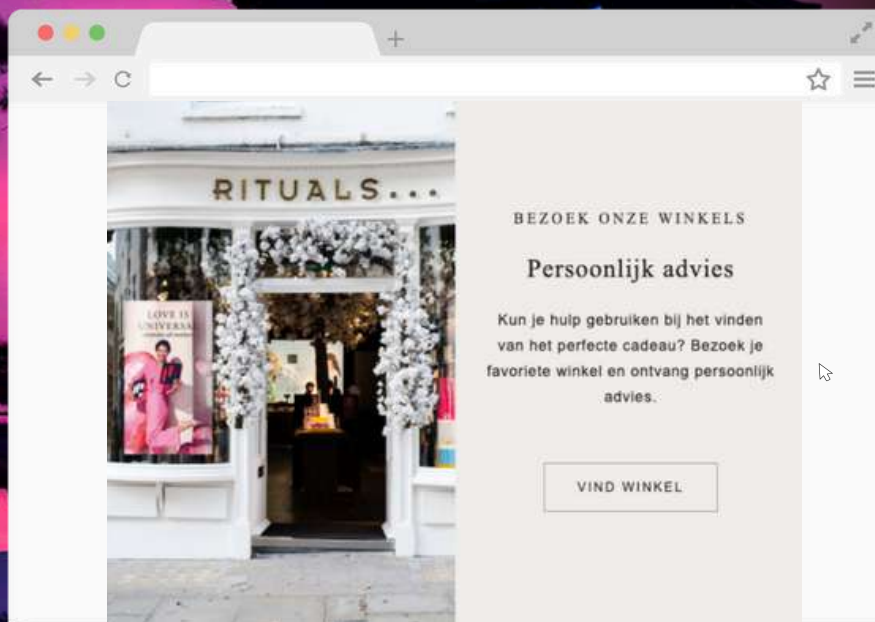 RITUALS...
LOVE IS
UNIVERSAL
BEZOEK ONZE WINKELS
Persoonlijk advies
Kun je hulp gebruiken bij het vinden
van het perfecte cadeau? Bezoek je
favoriete winkel en ontvang persoonlijk
advies.
VIND WINKEL